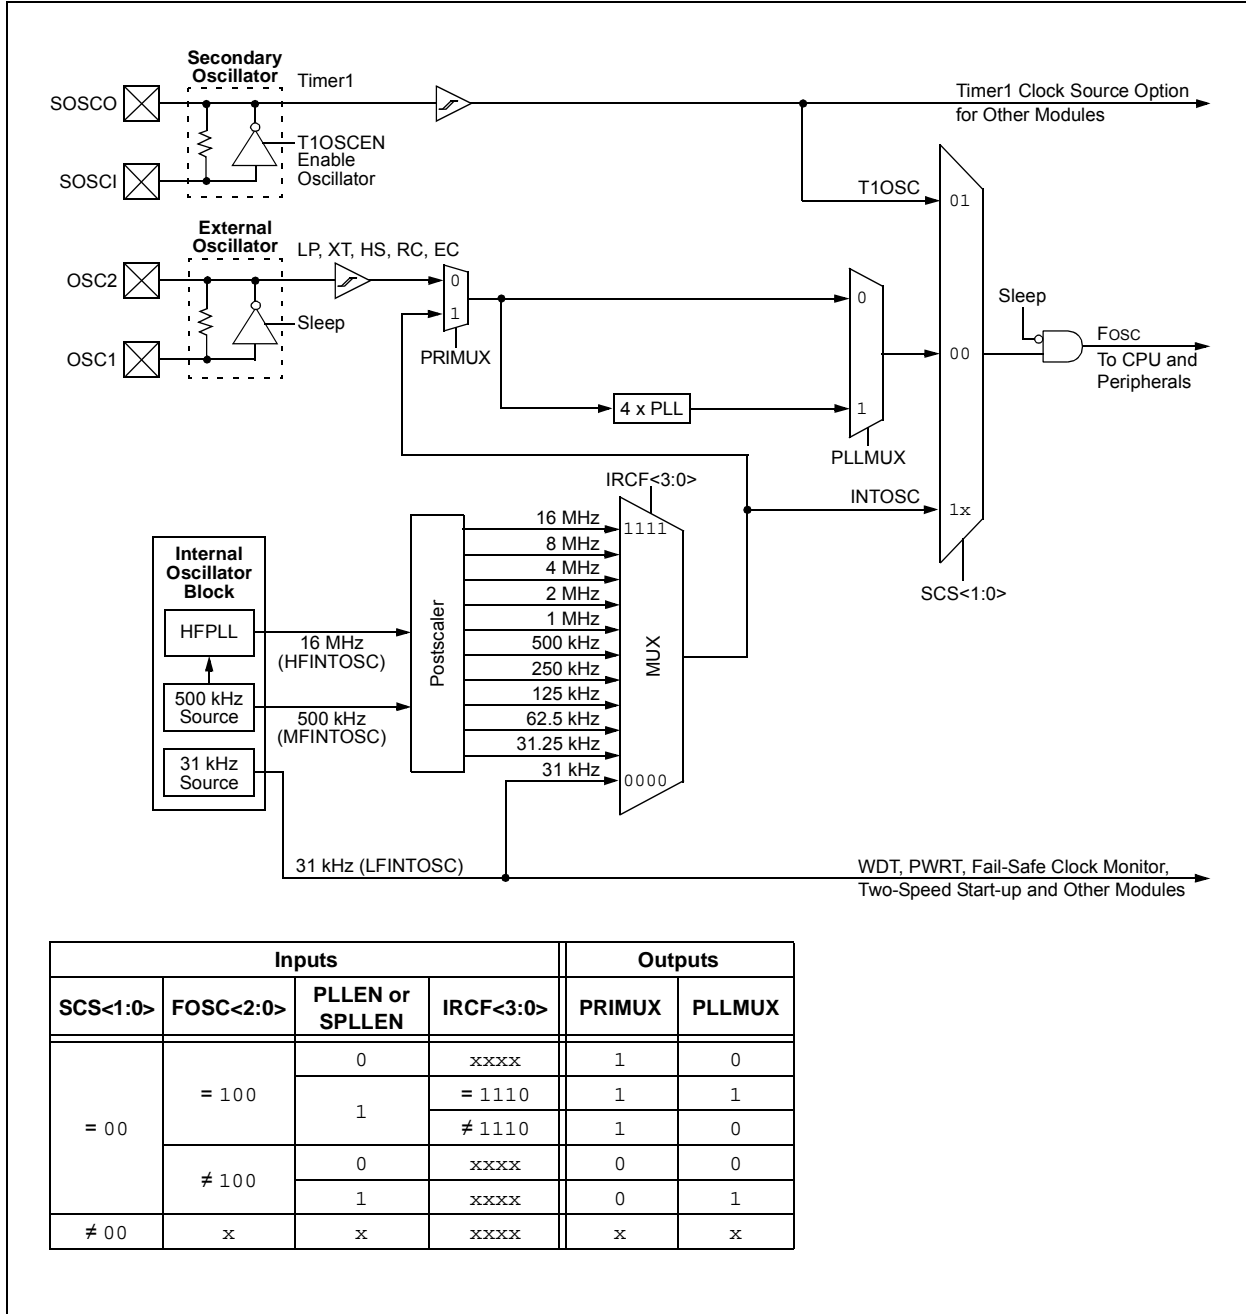 Secondary
Oscillator
Timer1
SOSCO
Timer1 Clock Source Option
for Other Modules
T1OSCEN
Enable
Oscillator
SOSCI
T1OSC
01
External
Oscillator
LP, XT, HS, RC, EC
OSC2
0
1
0
Sleep
Sleep
FOSC
OSC1
PRIMUX
00
To CPU and
Peripherals
4 x PLL
1
PLLMUX
IRCF<3:0>
INTOSC
1x
16 MHz
1111
8 MHz
4 MHz
2 MHz
1 MHz
500 kHz
250 kHz
125 kHz
62.5 kHz
31.25 kHz
31 kHz
0000
SCS<1:0>
Internal
Oscillator
Block
HFPLL
16 MHz
(HFINTOSC)
Postscaler
MUX
500 kHz
Source
500 kHz
(MFINTOSC)
31 kHz
Source
31 kHz (LFINTOSC)
WDT, PWRT, Fail-Safe Clock Monitor,
Two-Speed Start-up and Other Modules
Inputs Outputs
SCS<1:0> FOSC<2:0> PLLEN or SPLLEN IRCF<3:0> PRIMUX PLLMUX
= 00 = 100 0 xxxx 1 0
1 = 1110 1 1
≠ 1110 1 0
≠ 100 0 xxxx 0 0
1 xxxx 0 1
≠ 00 x x xxxx x x